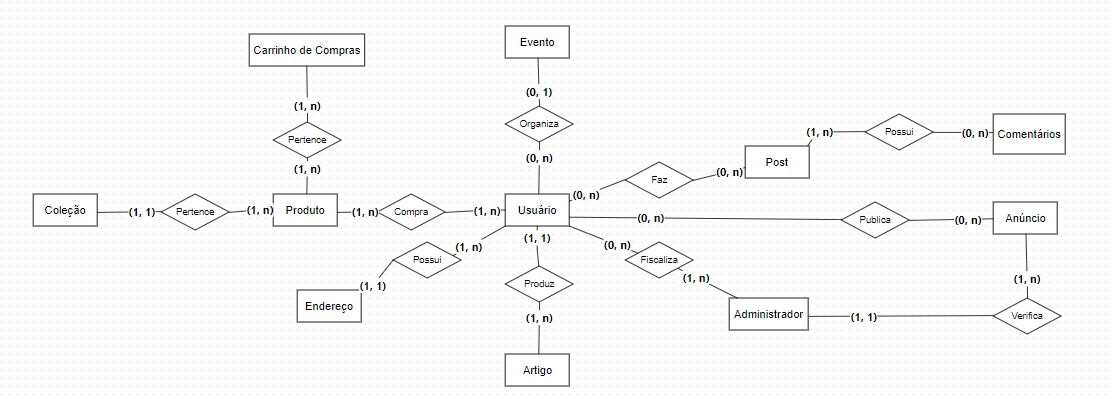 Evento
Carrinho de Compras
(0, 1)
(1, n)
Organiza
(1, n)
Possui
(0, n)
Comentários
Pertence
(0, n)
Post
(1, n)
Faz
(0, n)
(0, n)
Coleção
(1, 1)
Pertence
(1, n)
Produto
(1, n)
Compra
(1, n)
Usuário
(0, n)
Publica
(0, n)
Anúncio
(1, 1)
(0, n)
(1, n)
Possui
Fiscaliza
(1, n)
(1, n)
(1, 1)
Produz
Endereço
(1, n)
Administrador
(1, 1)
Verifica
Artigo